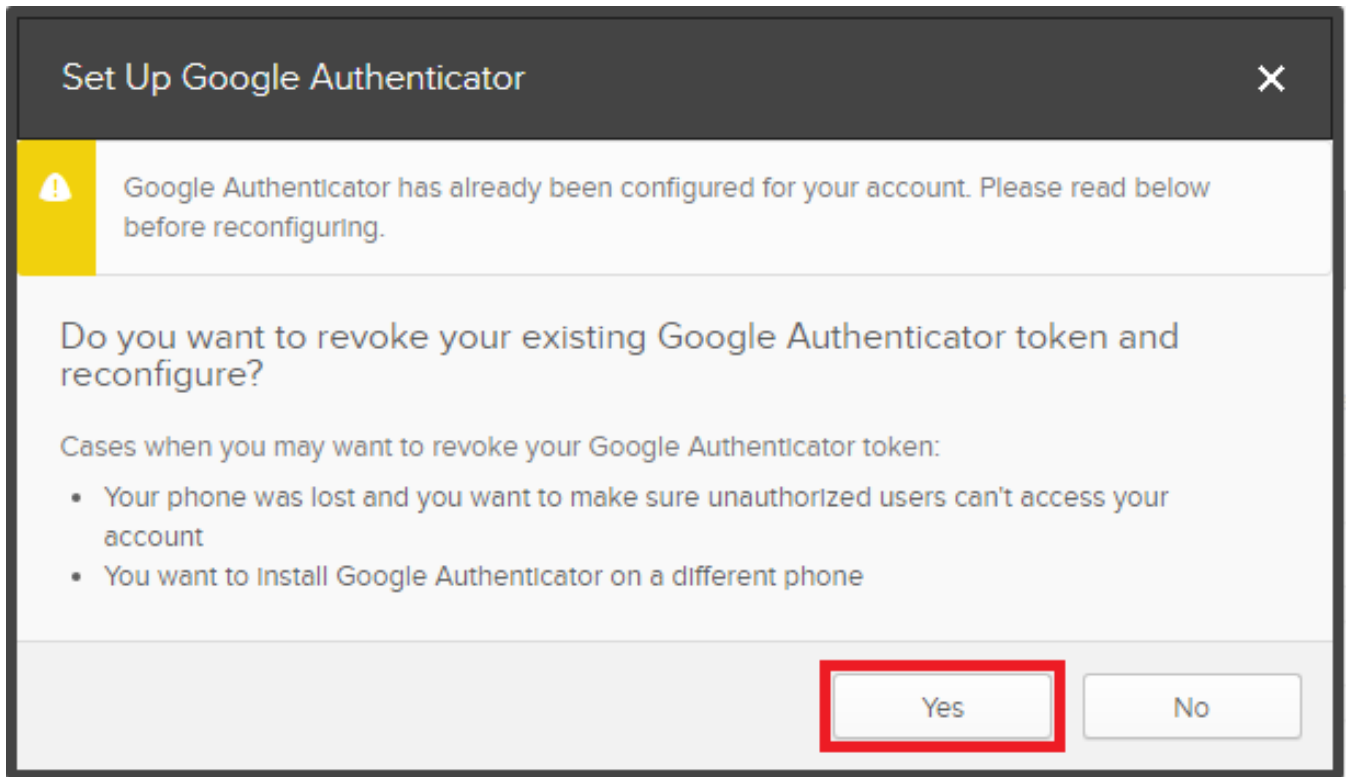 Set Up Google Authenticator
Google Authenticator has already been configured for your account. Please read below
before reconfiguring.
Do you want to revoke your existing Google Authenticator token and
reconfigure?
Cases when you may want to revoke your Google Authenticator token:
• Your phone was lost and you want to make sure unauthorized users can't access your
account
• You want to install Google Authenticator on a different phone
Yes No